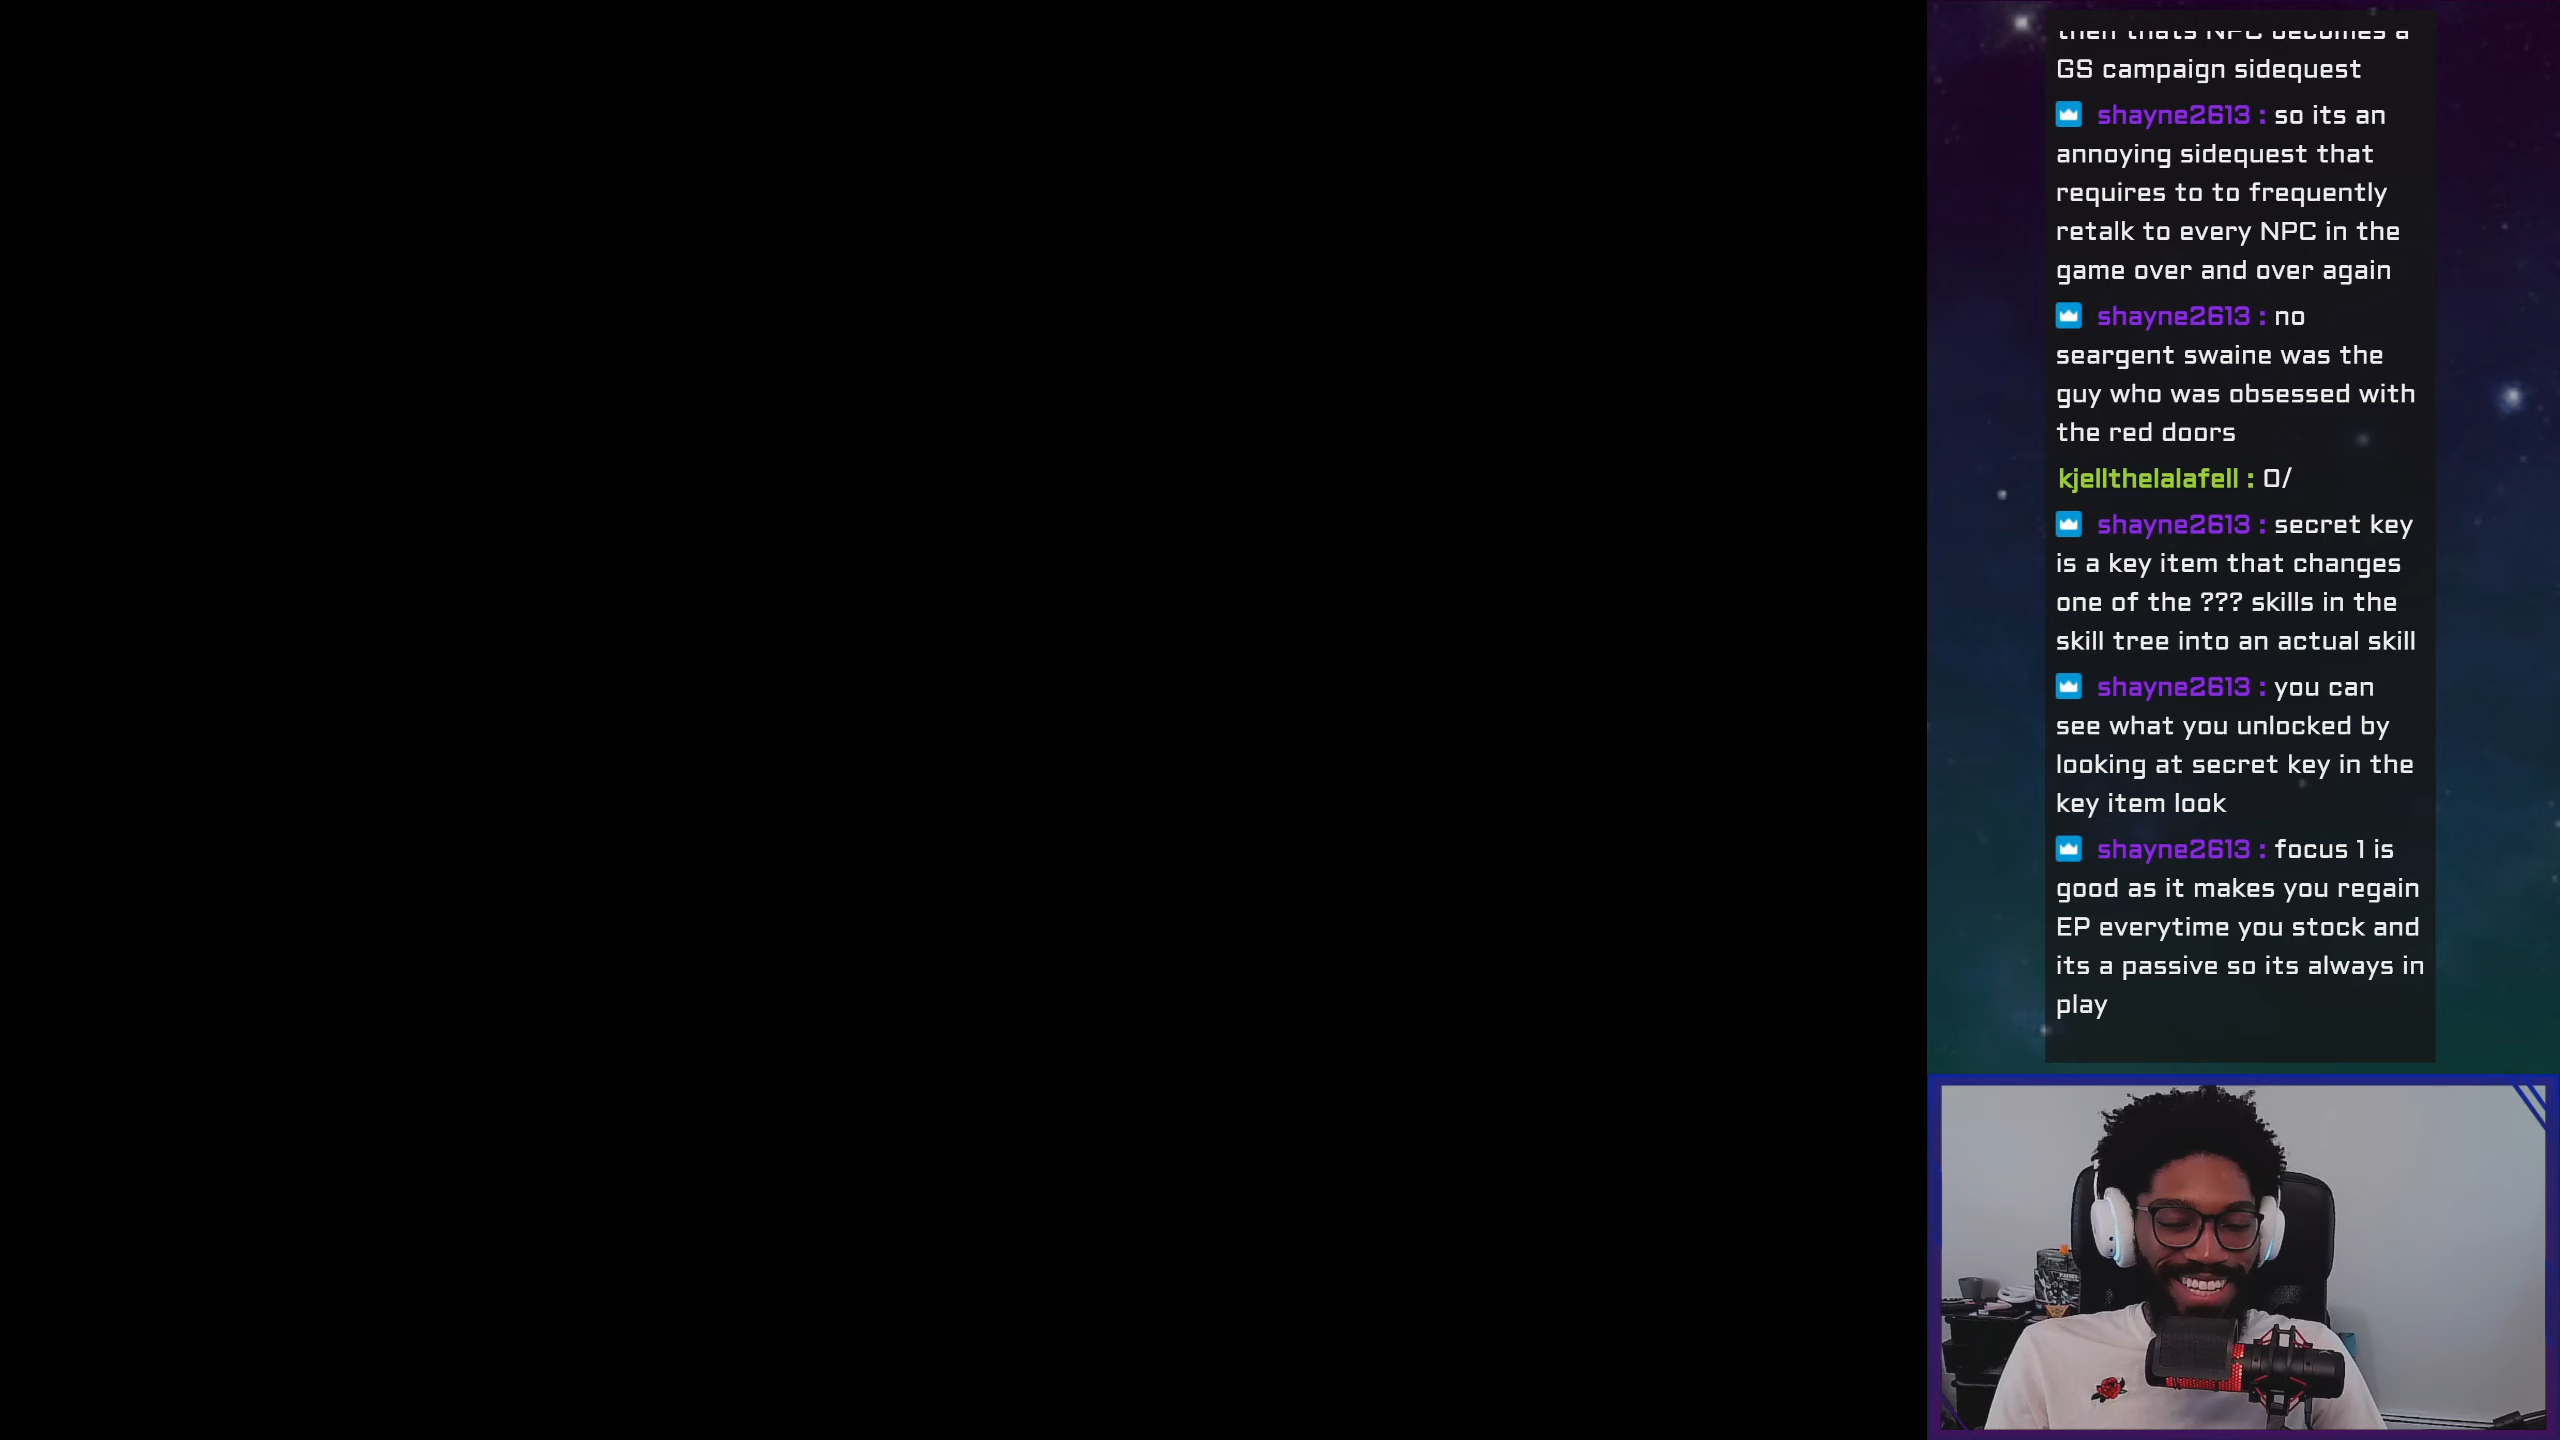 then thats NPC becomes a
GS campaign sidequest
shayne2613 : so its an
annoying sidequest that
requires to to frequently
retalk to every NPC in the
game over and over again
shayne2613 : no
seargent swaine was the
guy who was obsessed with
the red doors
kjellthelalafell : O/
shayne2613 : secret key
is a key item that changes
one of the ??? skills in the
skill tree into an actual skill
shayne2613 : you can
see what you unlocked by
looking at secret key in the
key item look
shayne2613 : focus 1 is
good as it makes you regain
EP everytime you stock and
its a passive so its always in
play